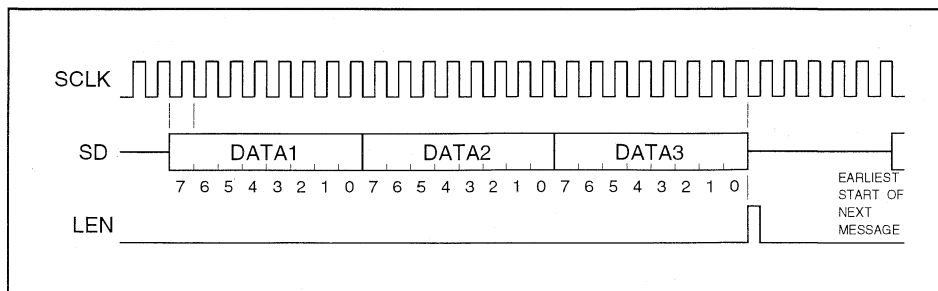 SCLK
SD
DATA1 DATA2 DATA3
7 6 5 4 3 2 1 0 7 6 5 4 3 2 1 0 7 6 5 4 3 2 1 0
LEN
EARLIEST
START OF
NEXT
MESSAGE